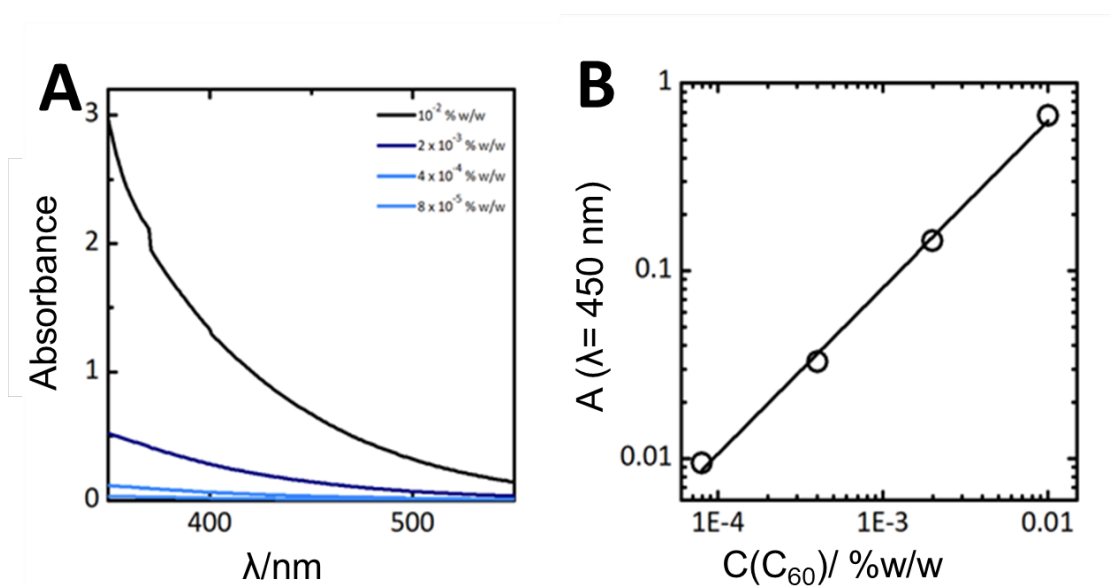 A
3
2
1
0
Absorbance
400
500
λ/nm
10⁻² % w/w
2 x 10⁻³ % w/w
4 x 10⁻⁴ % w/w
8 x 10⁻⁵ % w/w
B
1
0.1
0.01
A (λ= 450 nm)
1E-4
1E-3
0.01
C(C₆₀)/ %w/w